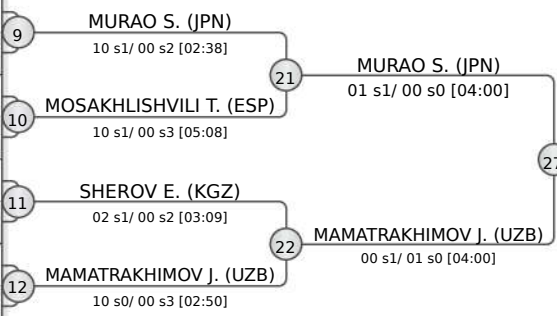 9
MURAO S. (JPN)
10 s1/ 00 s2 [02:38]
21
MURAO S. (JPN)
01 s1/ 00 s0 [04:00]
10
MOSAKHLISHVILI T. (ESP)
10 s1/ 00 s3 [05:08]
27
11
SHEROV E. (KGZ)
02 s1/ 00 s2 [03:09]
22
MAMATRAKHIMOV J. (UZB)
00 s1/ 01 s0 [04:00]
12
MAMATRAKHIMOV J. (UZB)
10 s0/ 00 s3 [02:50]